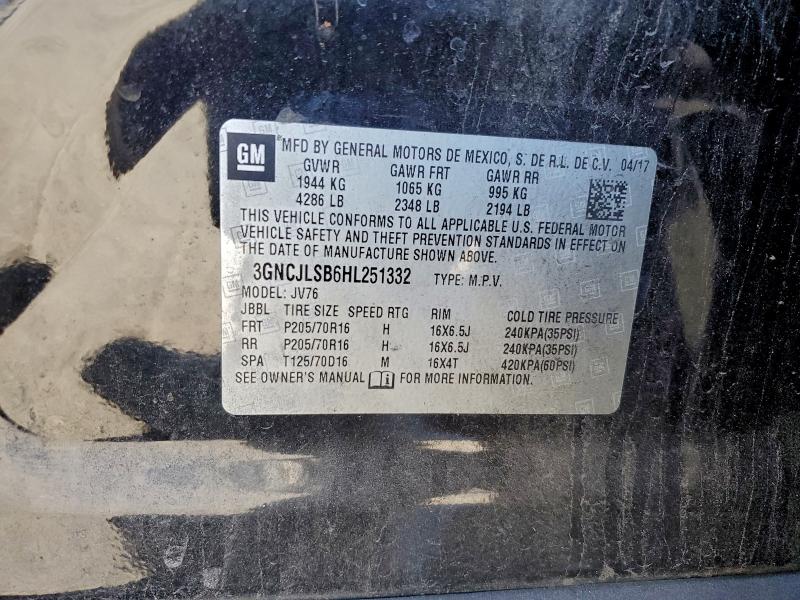 GM
*MFD BY GENERAL MOTORS DE MEXICO, S. DE R.L. DE C.V. 04/17
GVWR GAWR FRT GAWR RR
1944 KG 1065 KG 995 KG
4286 LB 2348 LB 2194 LB
THIS VEHICLE CONFORMS TO ALL APPLICABLE U.S. FEDERAL MOTOR
VEHICLE SAFETY AND THEFT PREVENTION STANDARDS IN EFFECT ON
THE DATE OF MANUFACTURE SHOWN ABOVE.
3GNCJLSB6HL251332 TYPE: M.P.V.
MODEL: JV76
JBBL TIRE SIZE SPEED RTG RIM COLD TIRE PRESSURE
FRT P205/70R16 H 16X6.5J 240KPA(35PSI)
RR P205/70R16 H 16X6.5J 240KPA(35PSI)
SPA T125/70D16 M 16X4T 420KPA(60PSI)
SEE OWNER'S MANUAL FOR MORE INFORMATION.